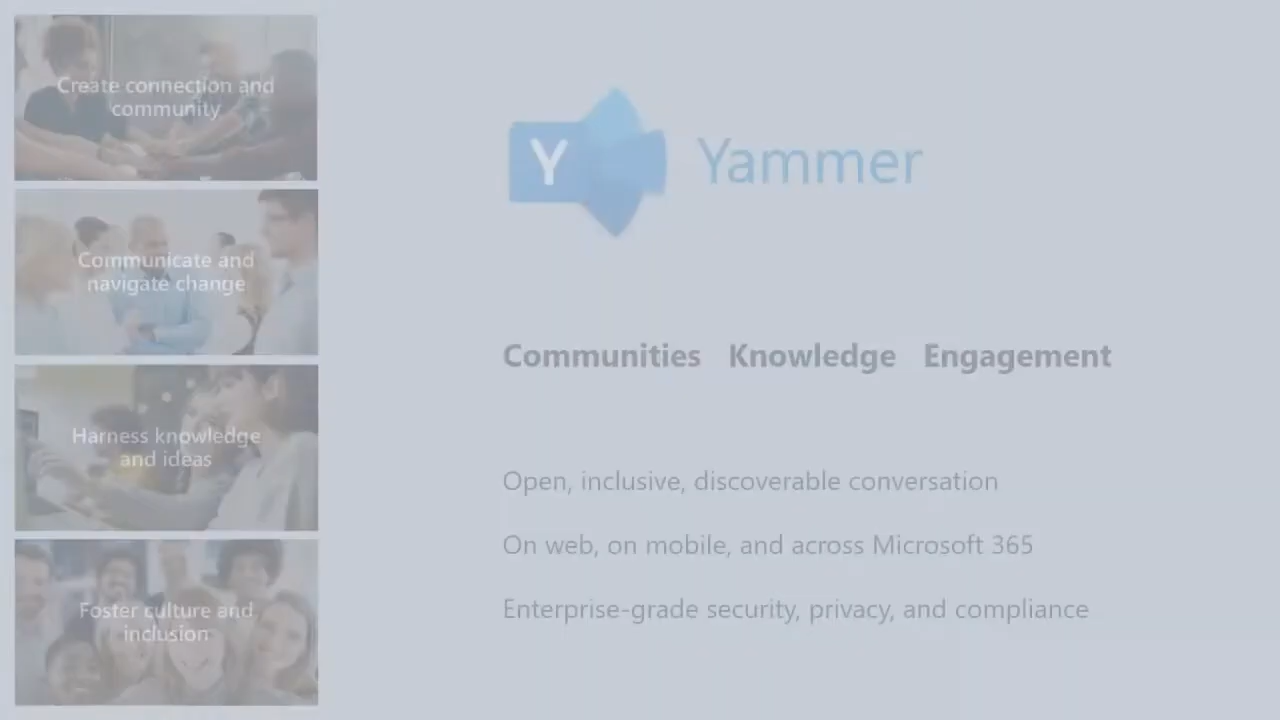 Create connection and
community
Communicate and
navigate change
Harness knowledge
and ideas
Foster culture and
inclusion
Y
Yammer
Communities Knowledge Engagement
Open, inclusive, discoverable conversation
On web, on mobile, and across Microsoft 365
Enterprise-grade security, privacy, and compliance